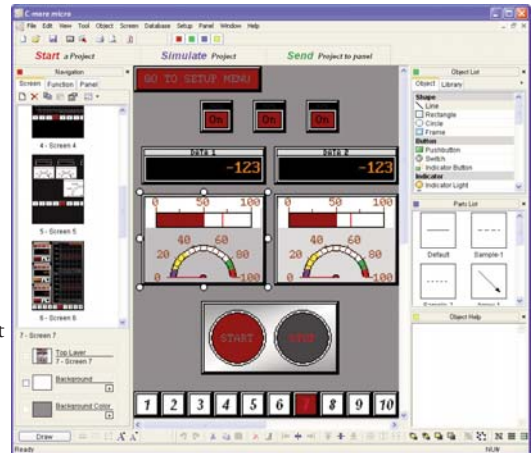 C-more micro
File Edit View Tool Object Screen Database Setup Panel Window Help
Start a Project
Simulate Project
Send Project to panel
Navigation
Screen Function Panel
4 - Screen 4
5 - Screen 5
6 - Screen 6
7 - Screen 7
Top Layer
7 - Screen 7
Background
Background Color
GO TO SETUP MENU
On On On
DATA 1 DATA 2
-123 -123
0 50 100 0 50 100
40 60 40 60
20 80 20 80
0 100 0 -100
START STOP
1 2 3 4 5 6 7 8 9 10
Object List
Object Library
Shape
Line
Rectangle
Circle
Frame
Button
Pushbutton
Switch
Indicator Button
Indicator
Indicator Light
Parts List
Default Sample-1
Object Help
Draw
Ready
NUM
t